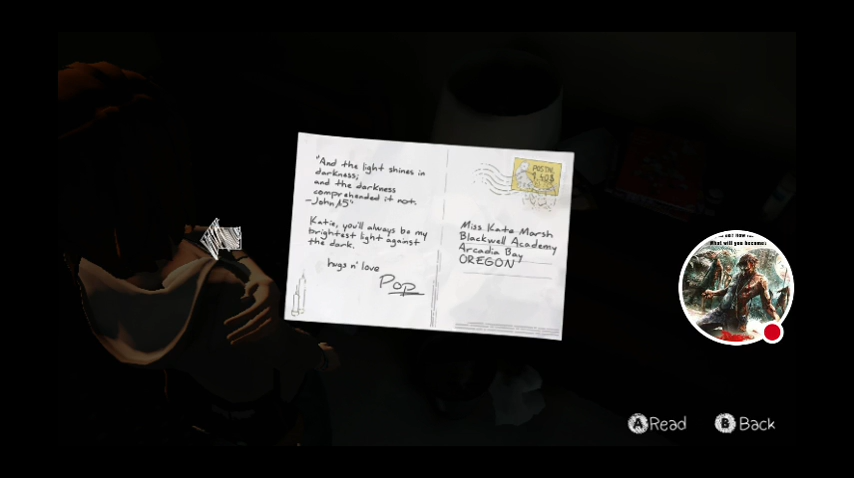 "And the light shines in
darkness;
and the darkness
comprehended it not.
-John 1:5"
Katie, you'll always be my
brightest light against
the dark.
hugs n' love
Pop
POSTAL
Miss Kate Marsh
Blackwell Academy
Arcadia Bay
OREGON
What will you become?
A Read
B Back